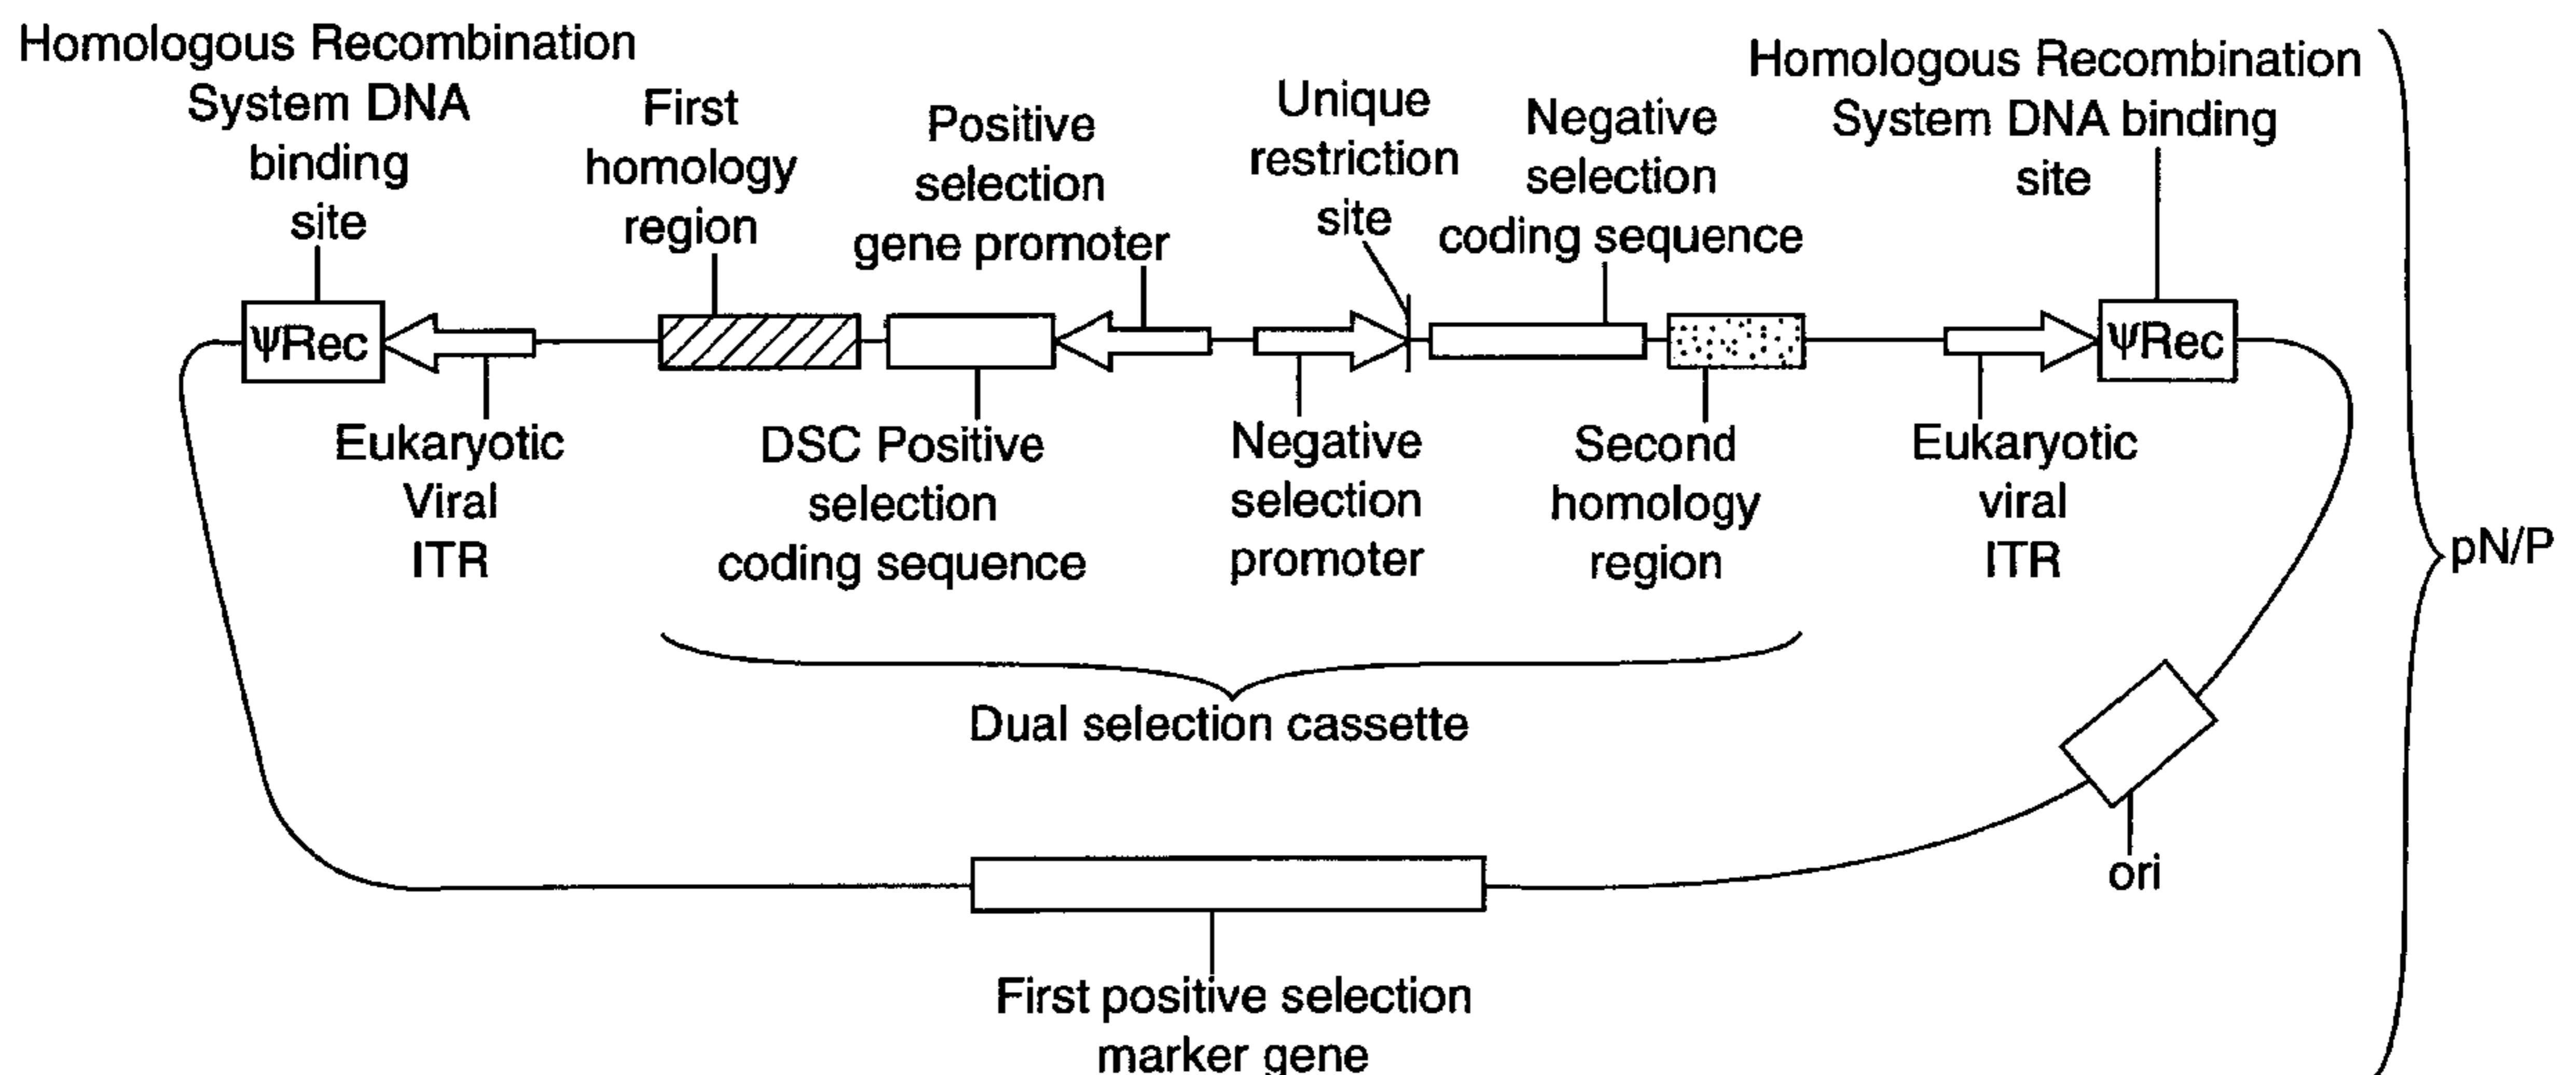 Homologous Recombination
System DNA
binding
site
First
homology
region
Positive
selection
gene promoter
Unique
restriction
site
Negative
selection
coding sequence
Homologous Recombination
System DNA binding
site
ψRec
ψRec
Eukaryotic
Viral
ITR
DSC Positive
selection
coding sequence
Negative
selection
promoter
Second
homology
region
Eukaryotic
viral
ITR
pN/P
Dual selection cassette
ori
First positive selection
marker gene